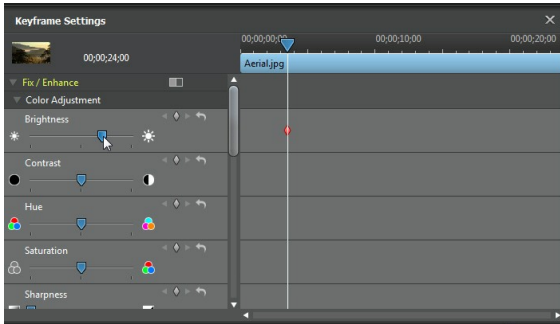 Keyframe Settings
00;00;24;00
00;00;00;00 00;00;10;00 00;00;20;00
Aerial.jpg
Fix / Enhance
Color Adjustment
Brightness
Contrast
Hue
Saturation
Sharpness